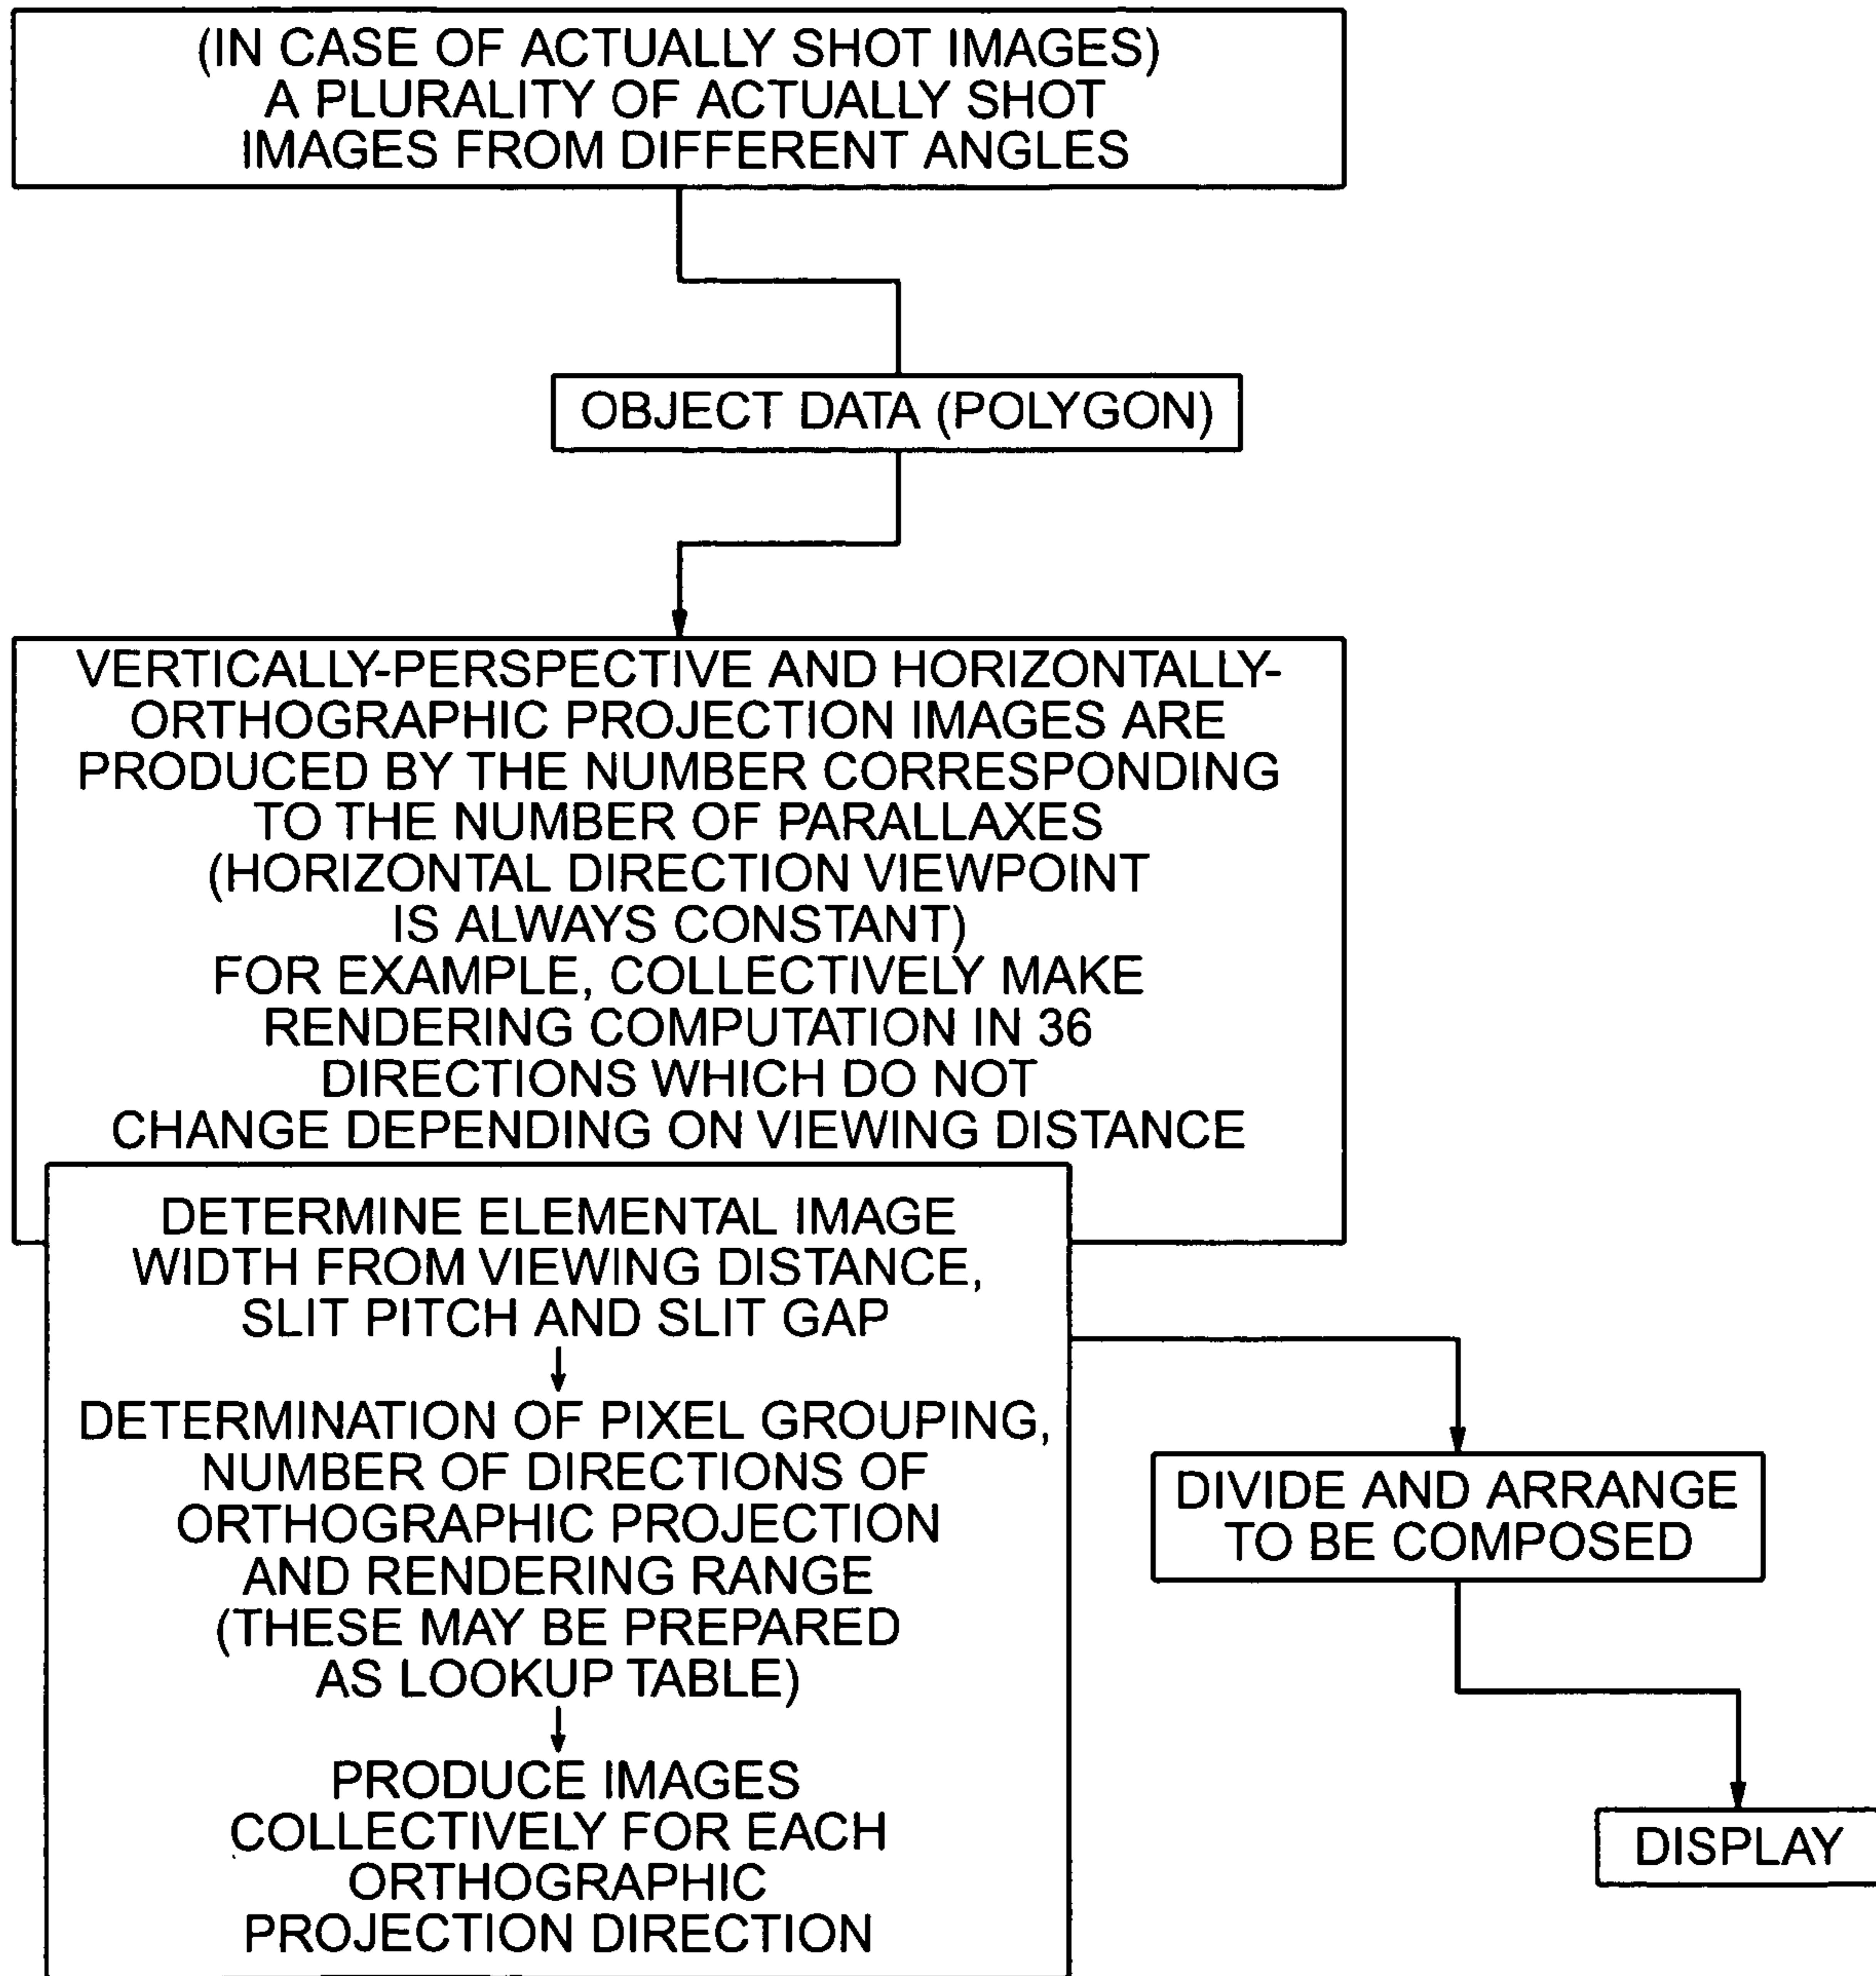 (IN CASE OF ACTUALLY SHOT IMAGES)
A PLURALITY OF ACTUALLY SHOT
IMAGES FROM DIFFERENT ANGLES
OBJECT DATA (POLYGON)
VERTICALLY-PERSPECTIVE AND HORIZONTALLY-
ORTHOGRAPHIC PROJECTION IMAGES ARE
PRODUCED BY THE NUMBER CORRESPONDING
TO THE NUMBER OF PARALLAXES
(HORIZONTAL DIRECTION VIEWPOINT
IS ALWAYS CONSTANT)
FOR EXAMPLE, COLLECTIVELY MAKE
RENDERING COMPUTATION IN 36
DIRECTIONS WHICH DO NOT
CHANGE DEPENDING ON VIEWING DISTANCE
DETERMINE ELEMENTAL IMAGE
WIDTH FROM VIEWING DISTANCE,
SLIT PITCH AND SLIT GAP
DETERMINATION OF PIXEL GROUPING,
NUMBER OF DIRECTIONS OF
ORTHOGRAPHIC PROJECTION
AND RENDERING RANGE
(THESE MAY BE PREPARED
AS LOOKUP TABLE)
PRODUCE IMAGES
COLLECTIVELY FOR EACH
ORTHOGRAPHIC
PROJECTION DIRECTION
DIVIDE AND ARRANGE
TO BE COMPOSED
DISPLAY